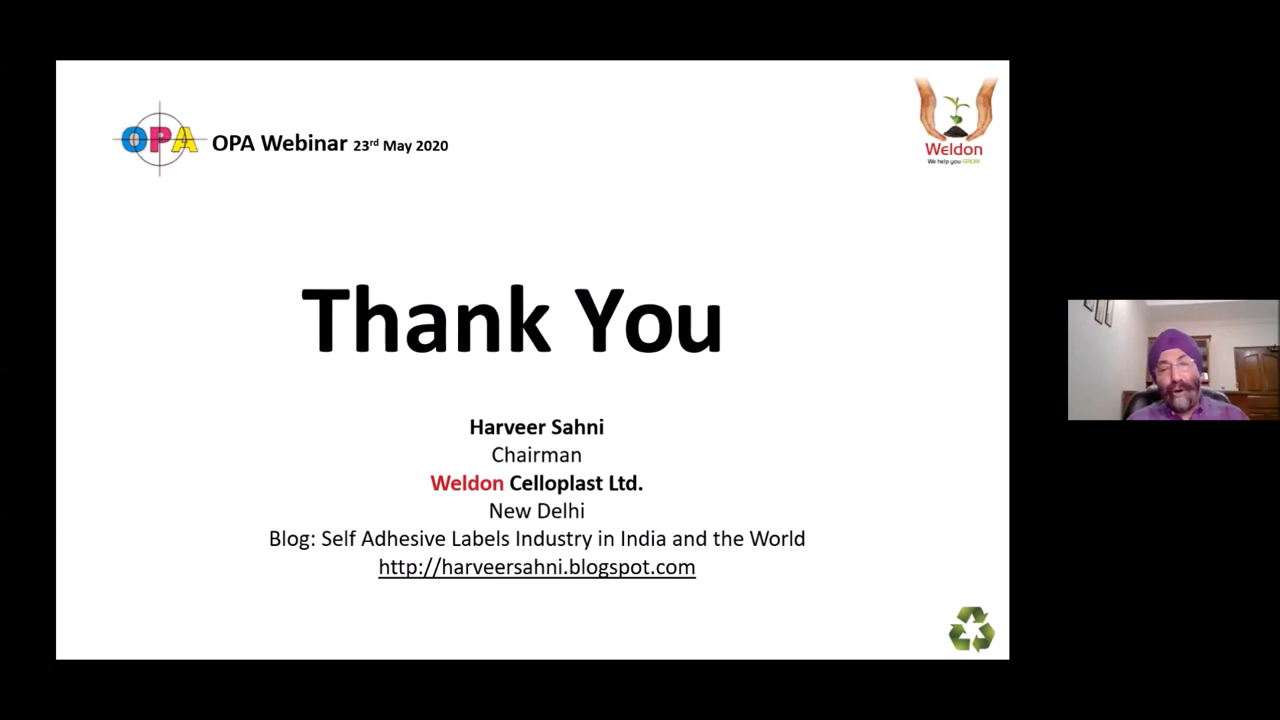 OPA
OPA Webinar 23rd May 2020
Weldon
We help you GROW
Thank You
Harveer Sahni
Chairman
Weldon Celloplast Ltd.
New Delhi
Blog: Self Adhesive Labels Industry in India and the World
http://harveersahni.blogspot.com